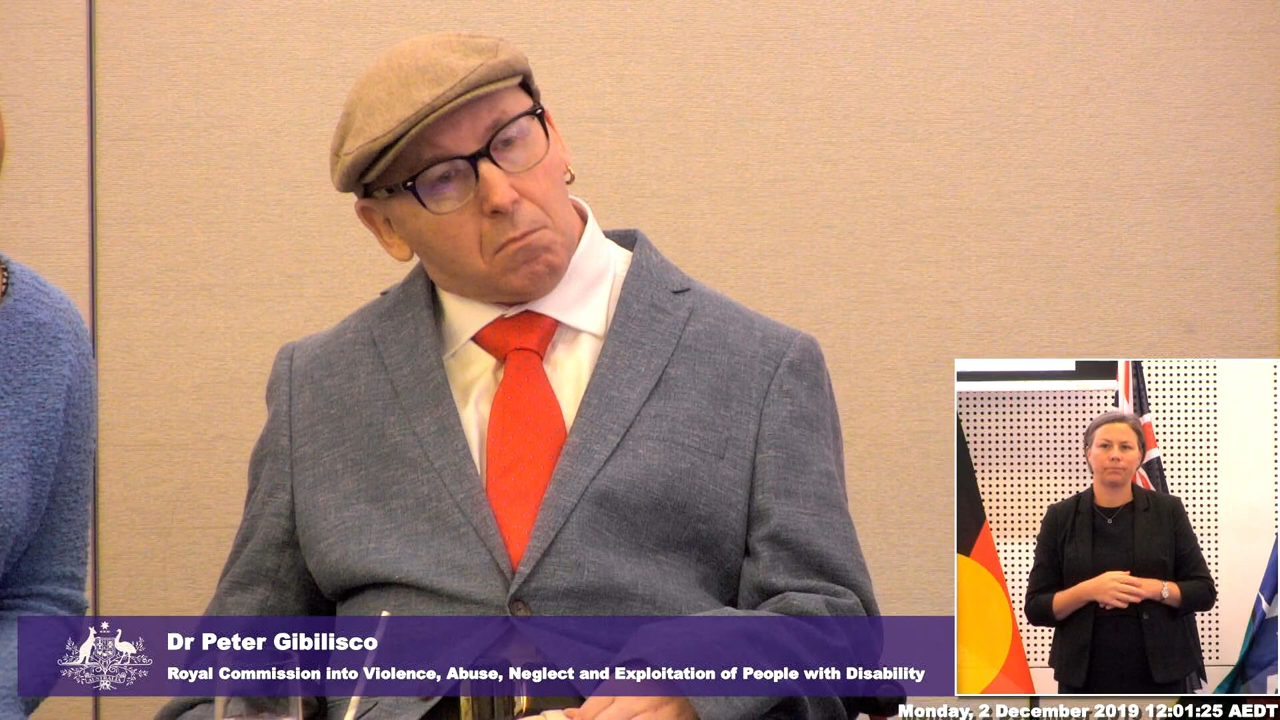 Dr Peter Gibilisco
Royal Commission into Violence, Abuse, Neglect and Exploitation of People with Disability
Monday, 2 December 2019 12:01:25 AEDT